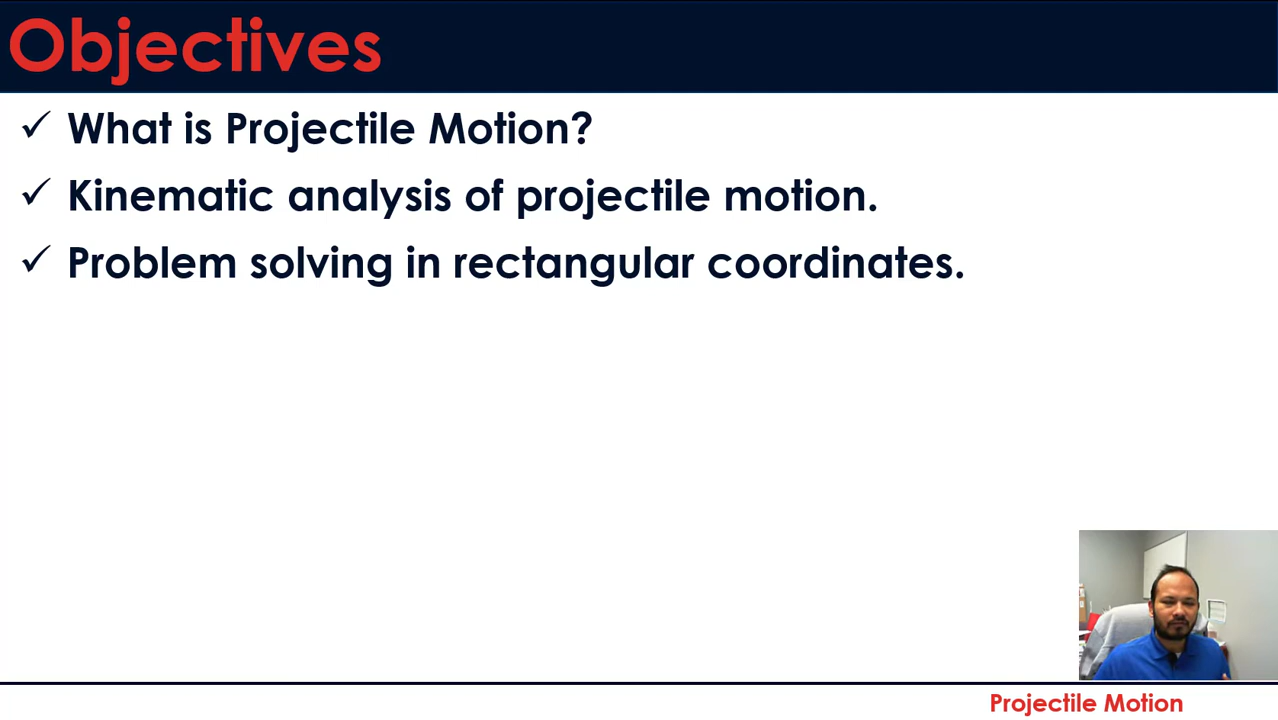 Objectives
✓ What is Projectile Motion?
✓ Kinematic analysis of projectile motion.
✓ Problem solving in rectangular coordinates.
Projectile Motion